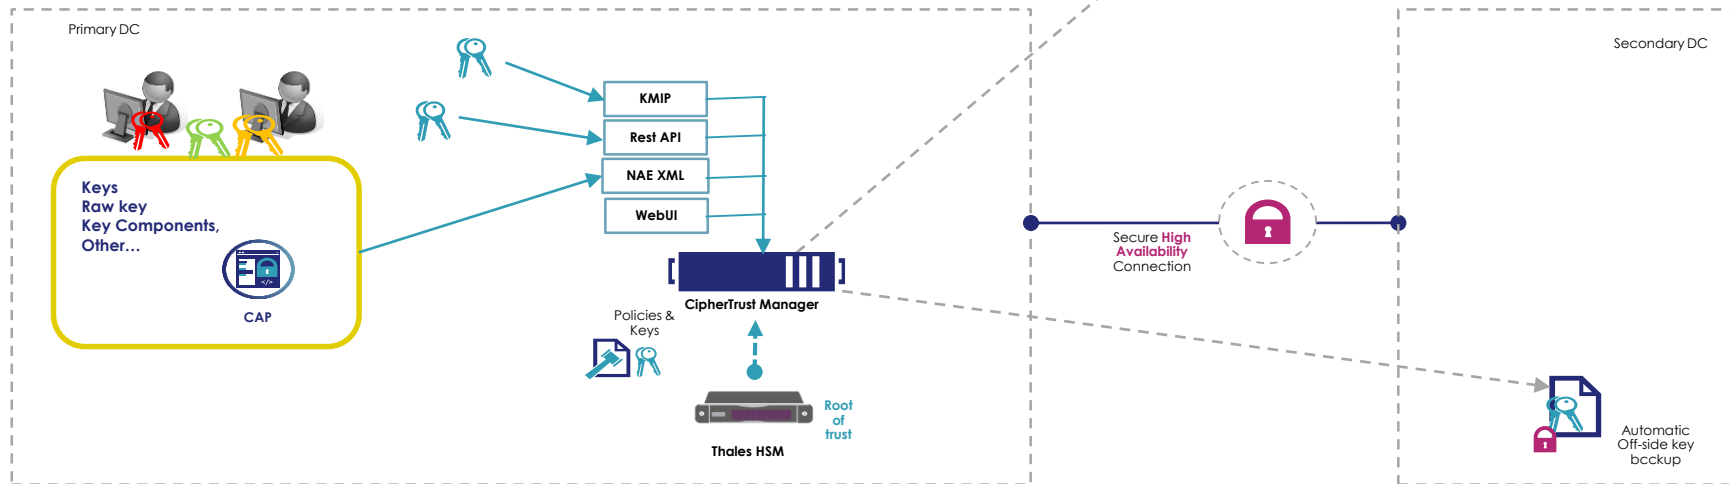 Primary DC
Secondary DC
KMIP
Rest API
NAE XML
WebUI
Keys
Raw key
Key Components,
Other...
CAP
CipherTrust Manager
Policies &
Keys
Root
of
trust
Thales HSM
Secure High
Availability
Connection
Automatic
Off-side key
bcckup